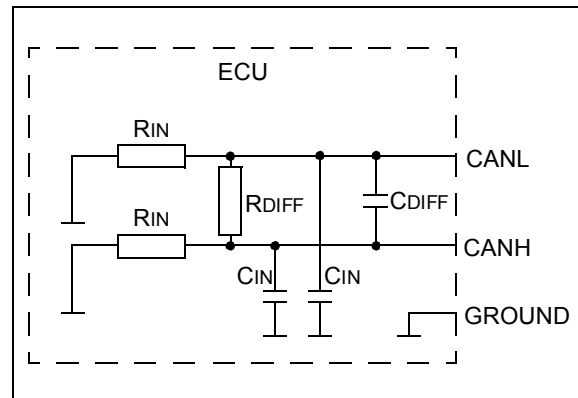 ECU
RIN
CANL
RDIFF
CDIFF
RIN
CANH
CIN
CIN
GROUND